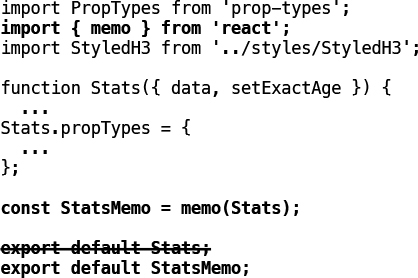 import PropTypes from 'prop-types';
import { memo } from 'react';
import StyledH3 from '../styles/StyledH3';
function Stats({ data, setExactAge }) {
...
Stats.propTypes = {
...
};
const StatsMemo = memo(Stats);
export default Stats;
export default StatsMemo;